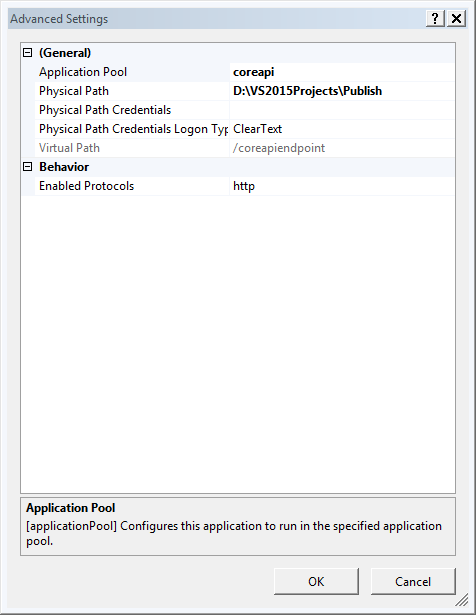 Advanced Settings
(General)
Application Pool coreapi
Physical Path D:\VS2015Projects\Publish
Physical Path Credentials
Physical Path Credentials Logon Typ ClearText
Virtual Path /coreapiendpoint
Behavior
Enabled Protocols http
Application Pool
[applicationPool] Configures this application to run in the specified application
pool.
OK Cancel